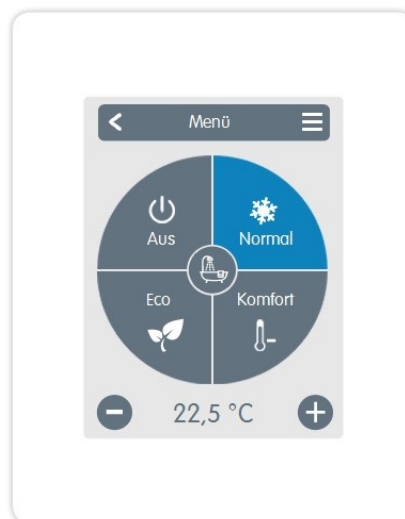 Menü
Aus
Normal
Eco
Komfort
22,5 °C